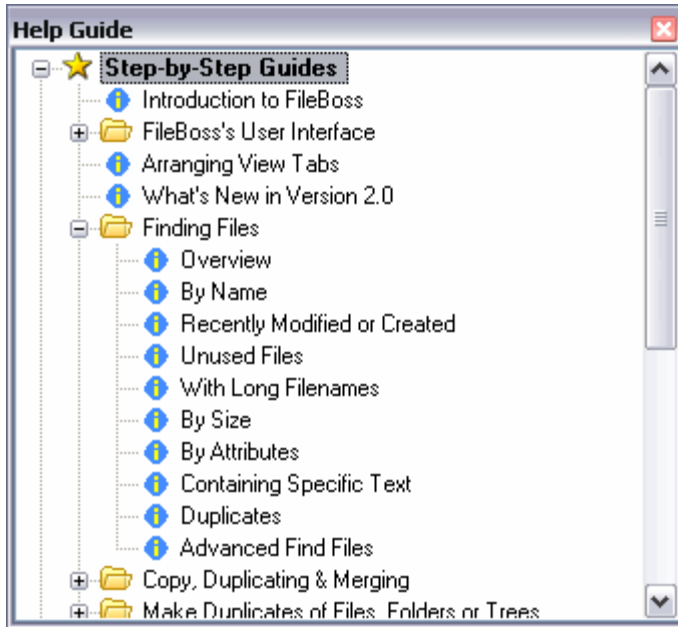 Help Guide
Step-by-Step Guides
Introduction to FileBoss
FileBoss's User Interface
Arranging View Tabs
What's New in Version 2.0
Finding Files
Overview
By Name
Recently Modified or Created
Unused Files
With Long Filenames
By Size
By Attributes
Containing Specific Text
Duplicates
Advanced Find Files
Copy, Duplicating & Merging
Make Duplicates of Files, Folders or Trees